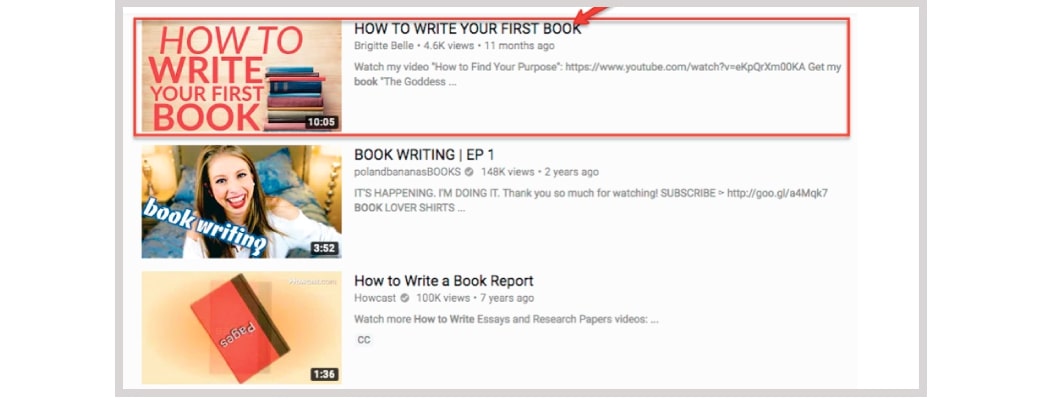 HOW TO
WRITE
YOUR FIRST
BOOK
10:05
HOW TO WRITE YOUR FIRST BOOK
Brigitte Belle • 4.6K views • 11 months ago
Watch my video "How to Find Your Purpose": https://www.youtube.com/watch?v=eKpQrXm00KA Get my
book "The Goddess ...
book writing
3:52
BOOK WRITING | EP 1
polandbananasBOOKS 148K views • 2 years ago
IT'S HAPPENING. I'M DOING IT. Thank you so much for watching! SUBSCRIBE > http://goo.gl/a4Mqk7
BOOK LOVER SHIRTS ...
Howcast.com
Pages
1:36
How to Write a Book Report
Howcast 100K views • 7 years ago
Watch more How to Write Essays and Research Papers videos: ...
CC